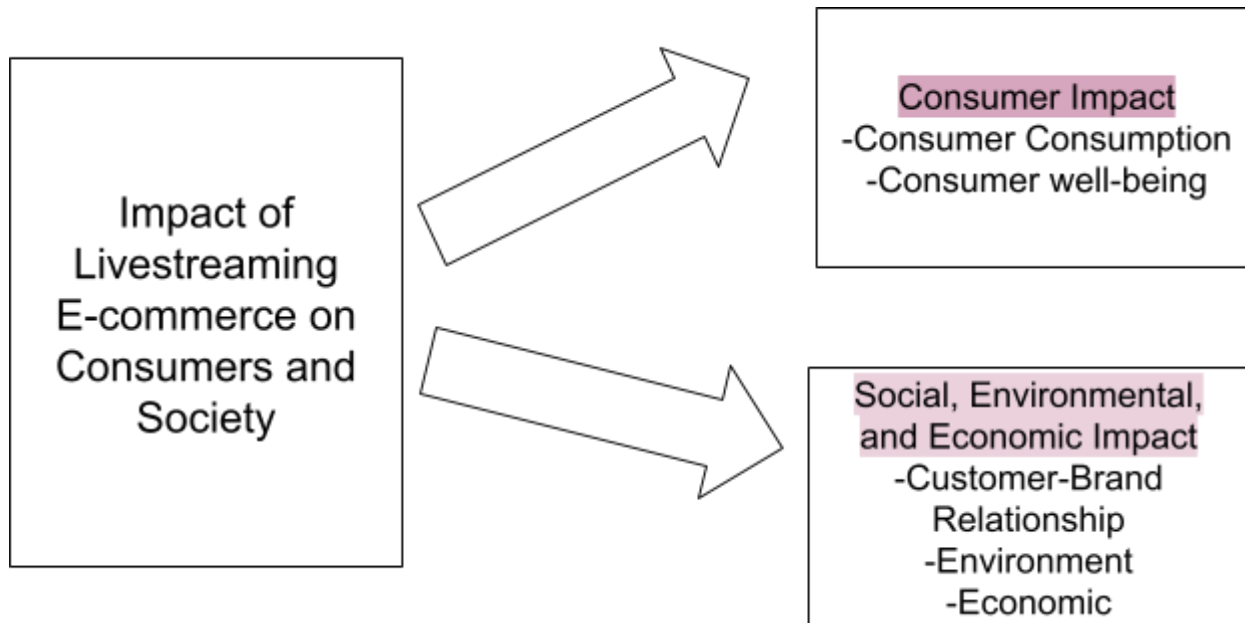 Impact of
Livestreaming
E-commerce on
Consumers and
Society
Consumer Impact
-Consumer Consumption
-Consumer well-being
Social, Environmental,
and Economic Impact
-Customer-Brand
Relationship
-Environment
-Economic